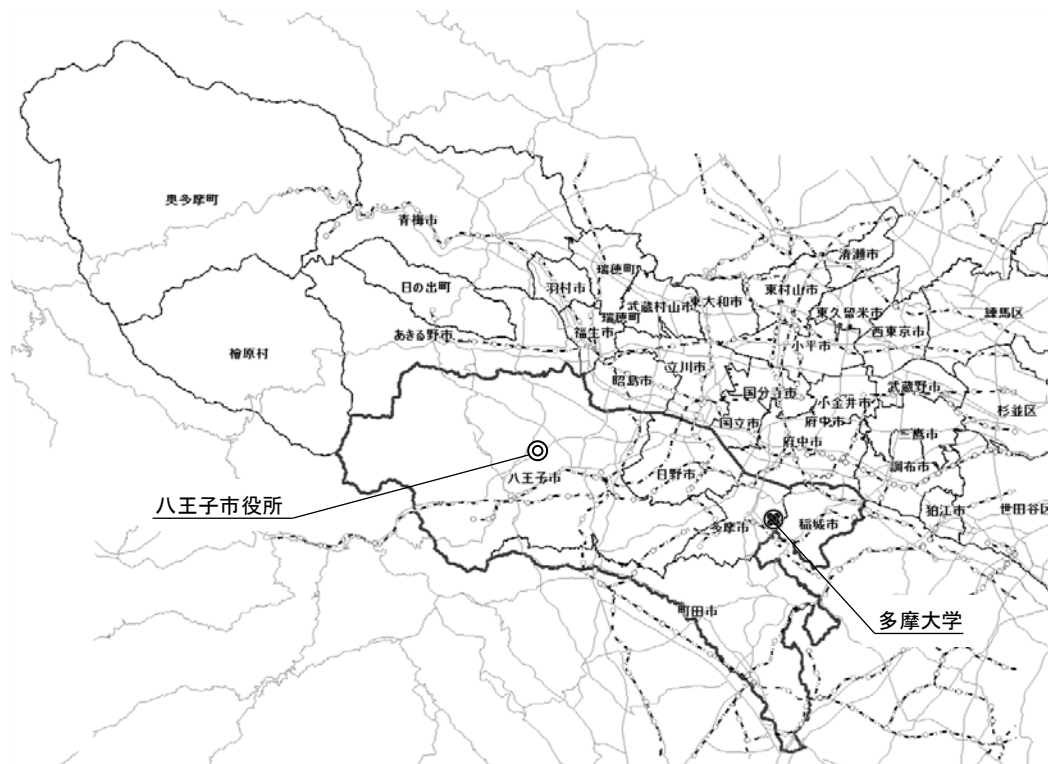 奥多摩町
青梅市
清瀬市
瑞穂町
東村山市
羽村市
日の出町
武蔵村山市
東大和市
東久留米市
練馬区
瑞穂町
福生市
西東京市
あきる野市
小平市
檜原村
立川市
昭島市
武蔵野市
国分寺市
小金井市
杉並区
国立市
府中市
三鷹市
府中市
調布市
八王子市
日野市
八王子市役所
狛江市
世田谷区
多摩市
稲城市
町田市
多摩大学